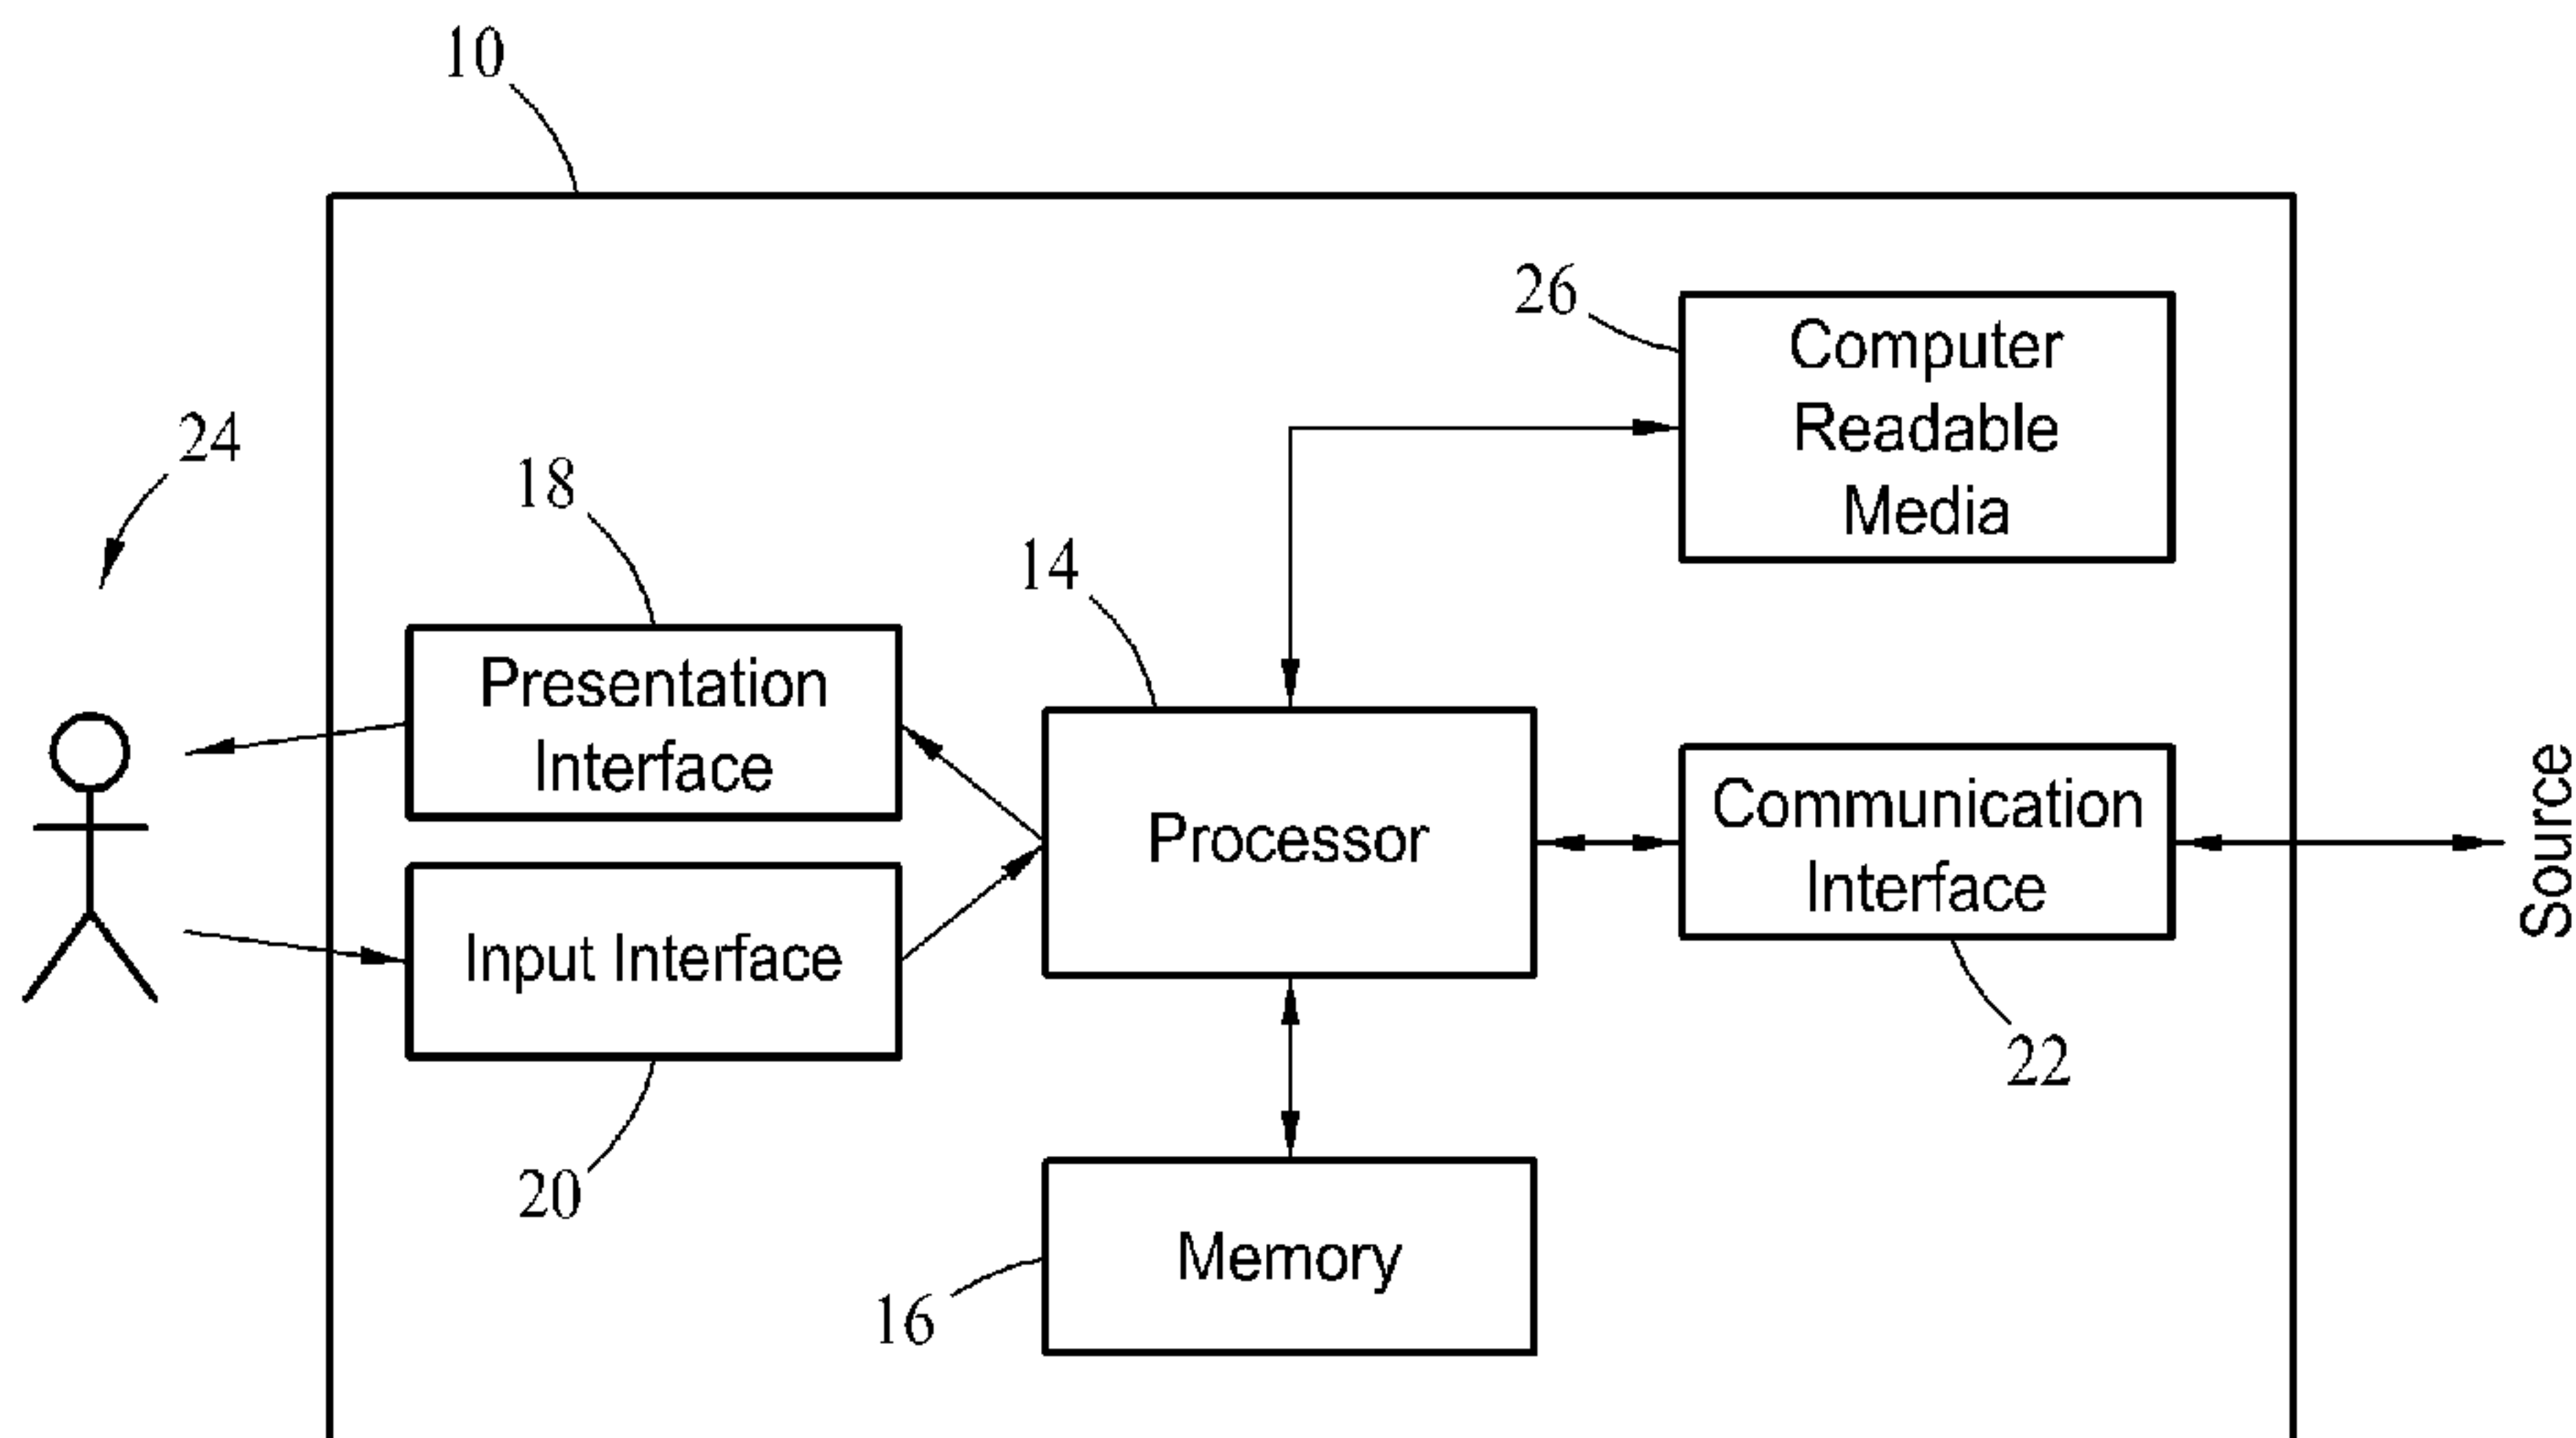 10
26
Computer
Readable
Media
24
18
14
Presentation
Interface
Processor
Communication
Interface
Source
Input Interface
22
20
Memory
16